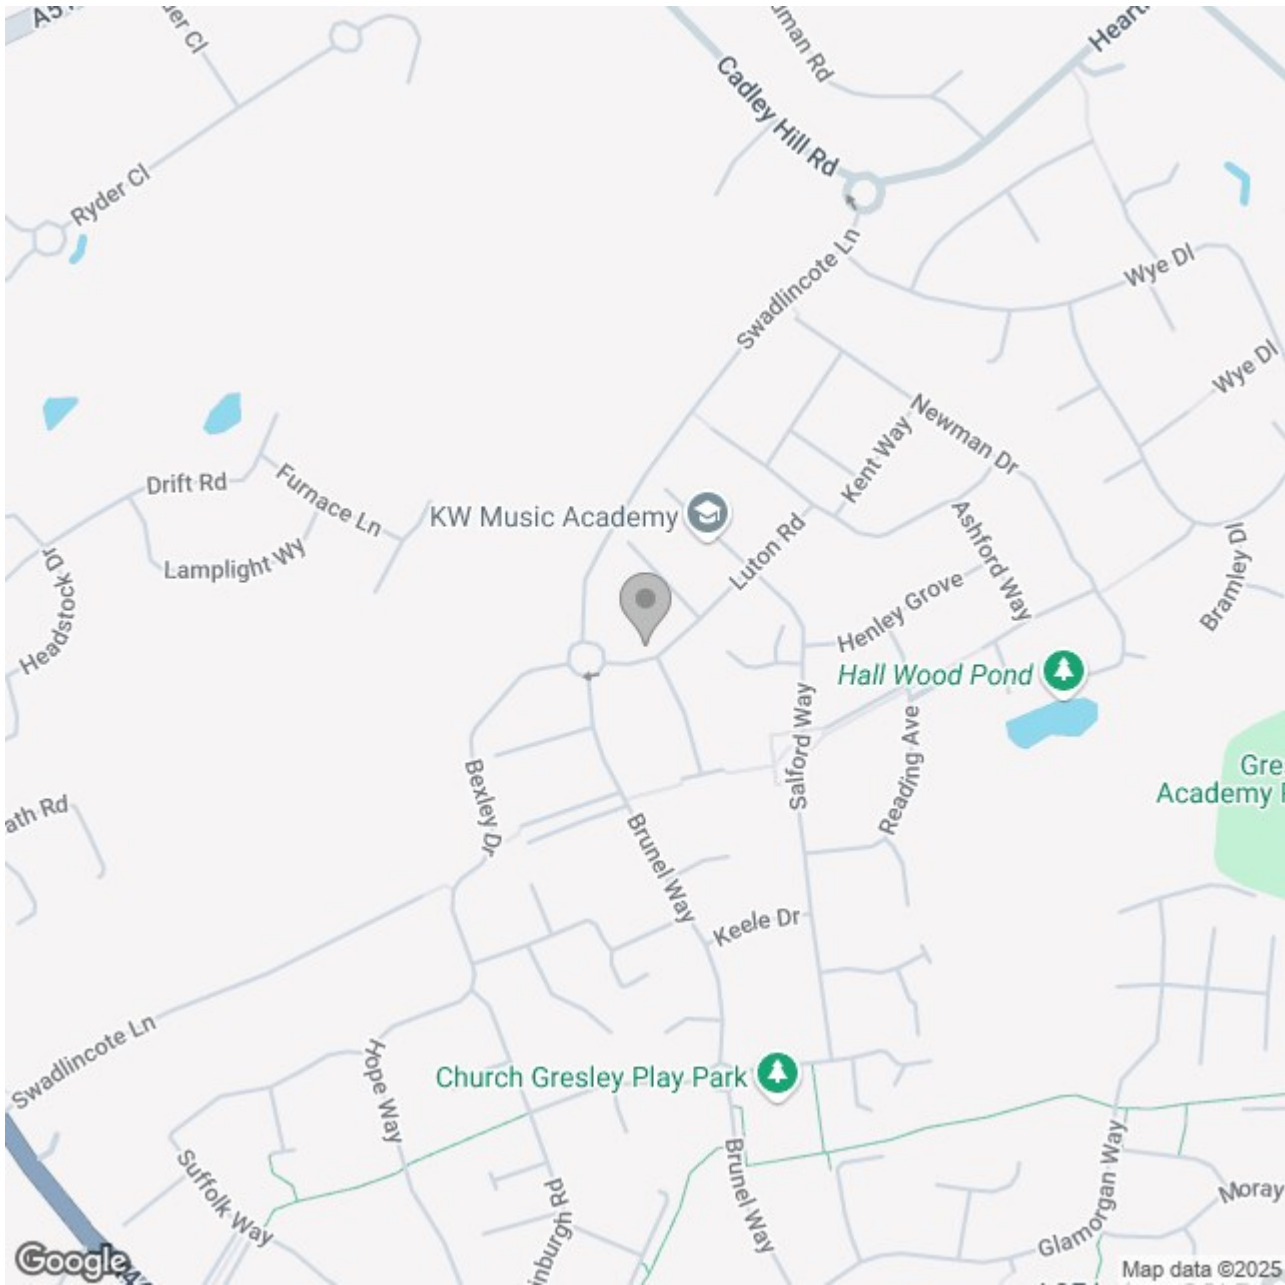 Cadley Hill Rd
Ryder Cl
Swadlincote Ln
Wye Dl
Wye Dl
Newman Dr
Kent Way
Drift Rd
Furnace Ln
KW Music Academy
Ashford Way
Luton Rd
Lamplight Wy
Headstock Dr
Bramley Dl
Henley Grove
Hall Wood Pond
Salford Way
Reading Ave
Bexley Dr
Academy
Brunel Way
Keele Dr
Swadlincote Ln
Hope Way
Church Gresley Play Park
Suffolk Way
Brunel Way
Glamorgan Way
Moray
Google
Map data ©2025